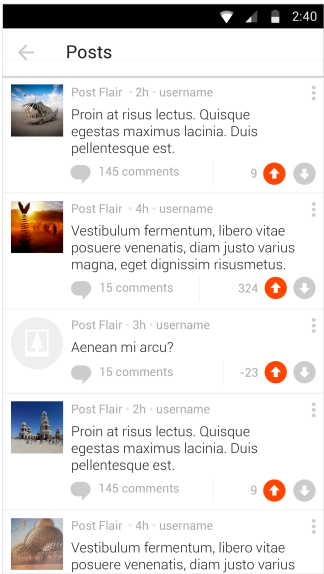 2:40
Posts
Post Flair • 2h • username
Proin at risus lectus. Quisque
egestas maximus lacinia. Duis
pellentesque est.
145 comments
9
Post Flair • 4h • username
Vestibulum fermentum, libero vitae
posuere venenatis, diam justo varius
magna, eget dignissim risusmetus.
15 comments
324
Post Flair • 3h • username
Aenean mi arcu?
15 comments
-23
Post Flair • 2h • username
Proin at risus lectus. Quisque
egestas maximus lacinia. Duis
pellentesque est.
145 comments
9
Post Flair • 4h • username
Vestibulum fermentum, libero vitae
posuere venenatis, diam justo varius